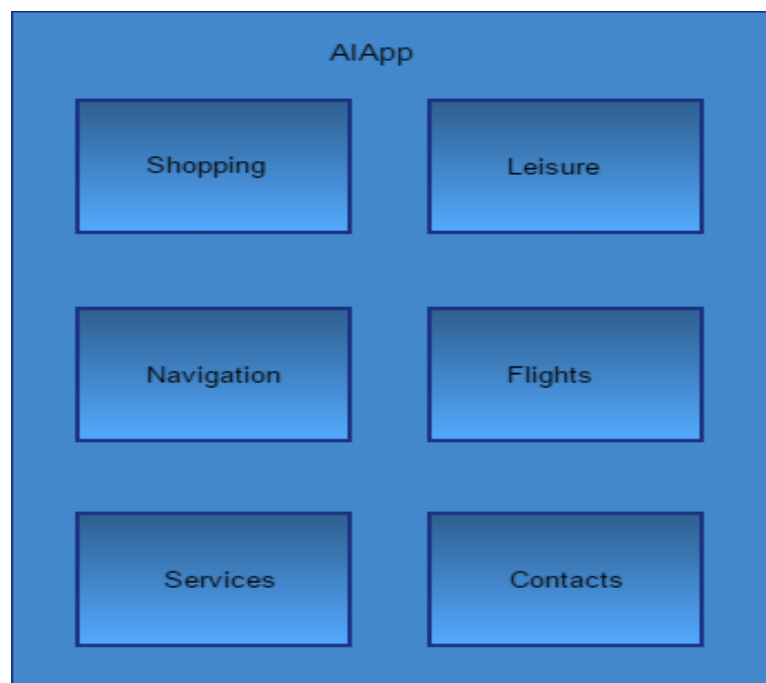 AIApp
Shopping
Leisure
Navigation
Flights
Services
Contacts